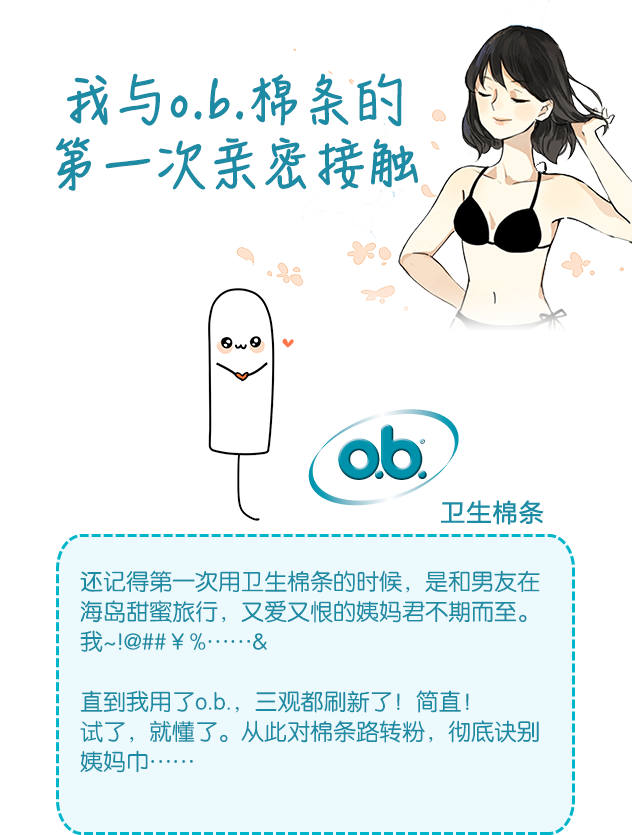 我与o.b.棉条的
第一次亲密接触
o.b.®
卫生棉条
还记得第一次用卫生棉条的时候，是和男友在
海岛甜蜜旅行，又爱又恨的姨妈君不期而至。
我~!@##￥%……&
直到我用了o.b.，三观都刷新了！简直！
试了，就懂了。从此对棉条路转粉，彻底诀别
姨妈巾……